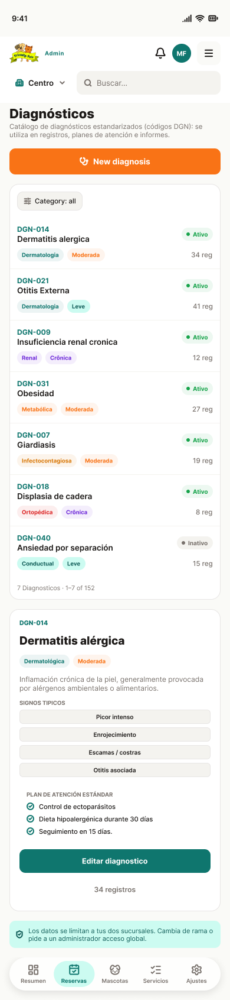 9:41
Friendly-Pets
Admin
MF
Centro
Buscar...
Diagnósticos
Catálogo de diagnósticos estandarizados (códigos DGN): se
utiliza en registros, planes de atención e informes.
New diagnosis
Category: all
DGN-014
Ativo
Dermatitis alergica
Dermatologia Moderada
34 reg
DGN-021
Ativo
Otitis Externa
Dermatologia Leve
41 reg
DGN-009
Ativo
Insuficiencia renal cronica
Renal Crônica
12 reg
DGN-031
Ativo
Obesidad
Metabólica Moderada
27 reg
DGN-007
Ativo
Giardiasis
Infectocontagiosa Moderada
19 reg
DGN-018
Ativo
Displasia de cadera
Ortopédica Crônica
8 reg
DGN-040
Inativo
Ansiedad por separación
Conductual Leve
15 reg
7 Diagnosticos · 1–7 of 152
DGN-014
Dermatitis alérgica
Dermatológica Moderada
Inflamación crónica de la piel, generalmente provocada
por alérgenos ambientales o alimentarios.
SIGNOS TIPICOS
Picor intenso
Enrojecimiento
Escamas / costras
Otitis asociada
PLAN DE ATENCIÓN ESTÁNDAR
Control de ectoparásitos
Dieta hipoalergénica durante 30 días
Seguimiento en 15 días.
Editar diagnostico
34 registros
Los datos se limitan a tus dos sucursales. Cambia de rama o
pide a un administrador acceso global.
Resumen Reservas Mascotas Servicios Ajustes